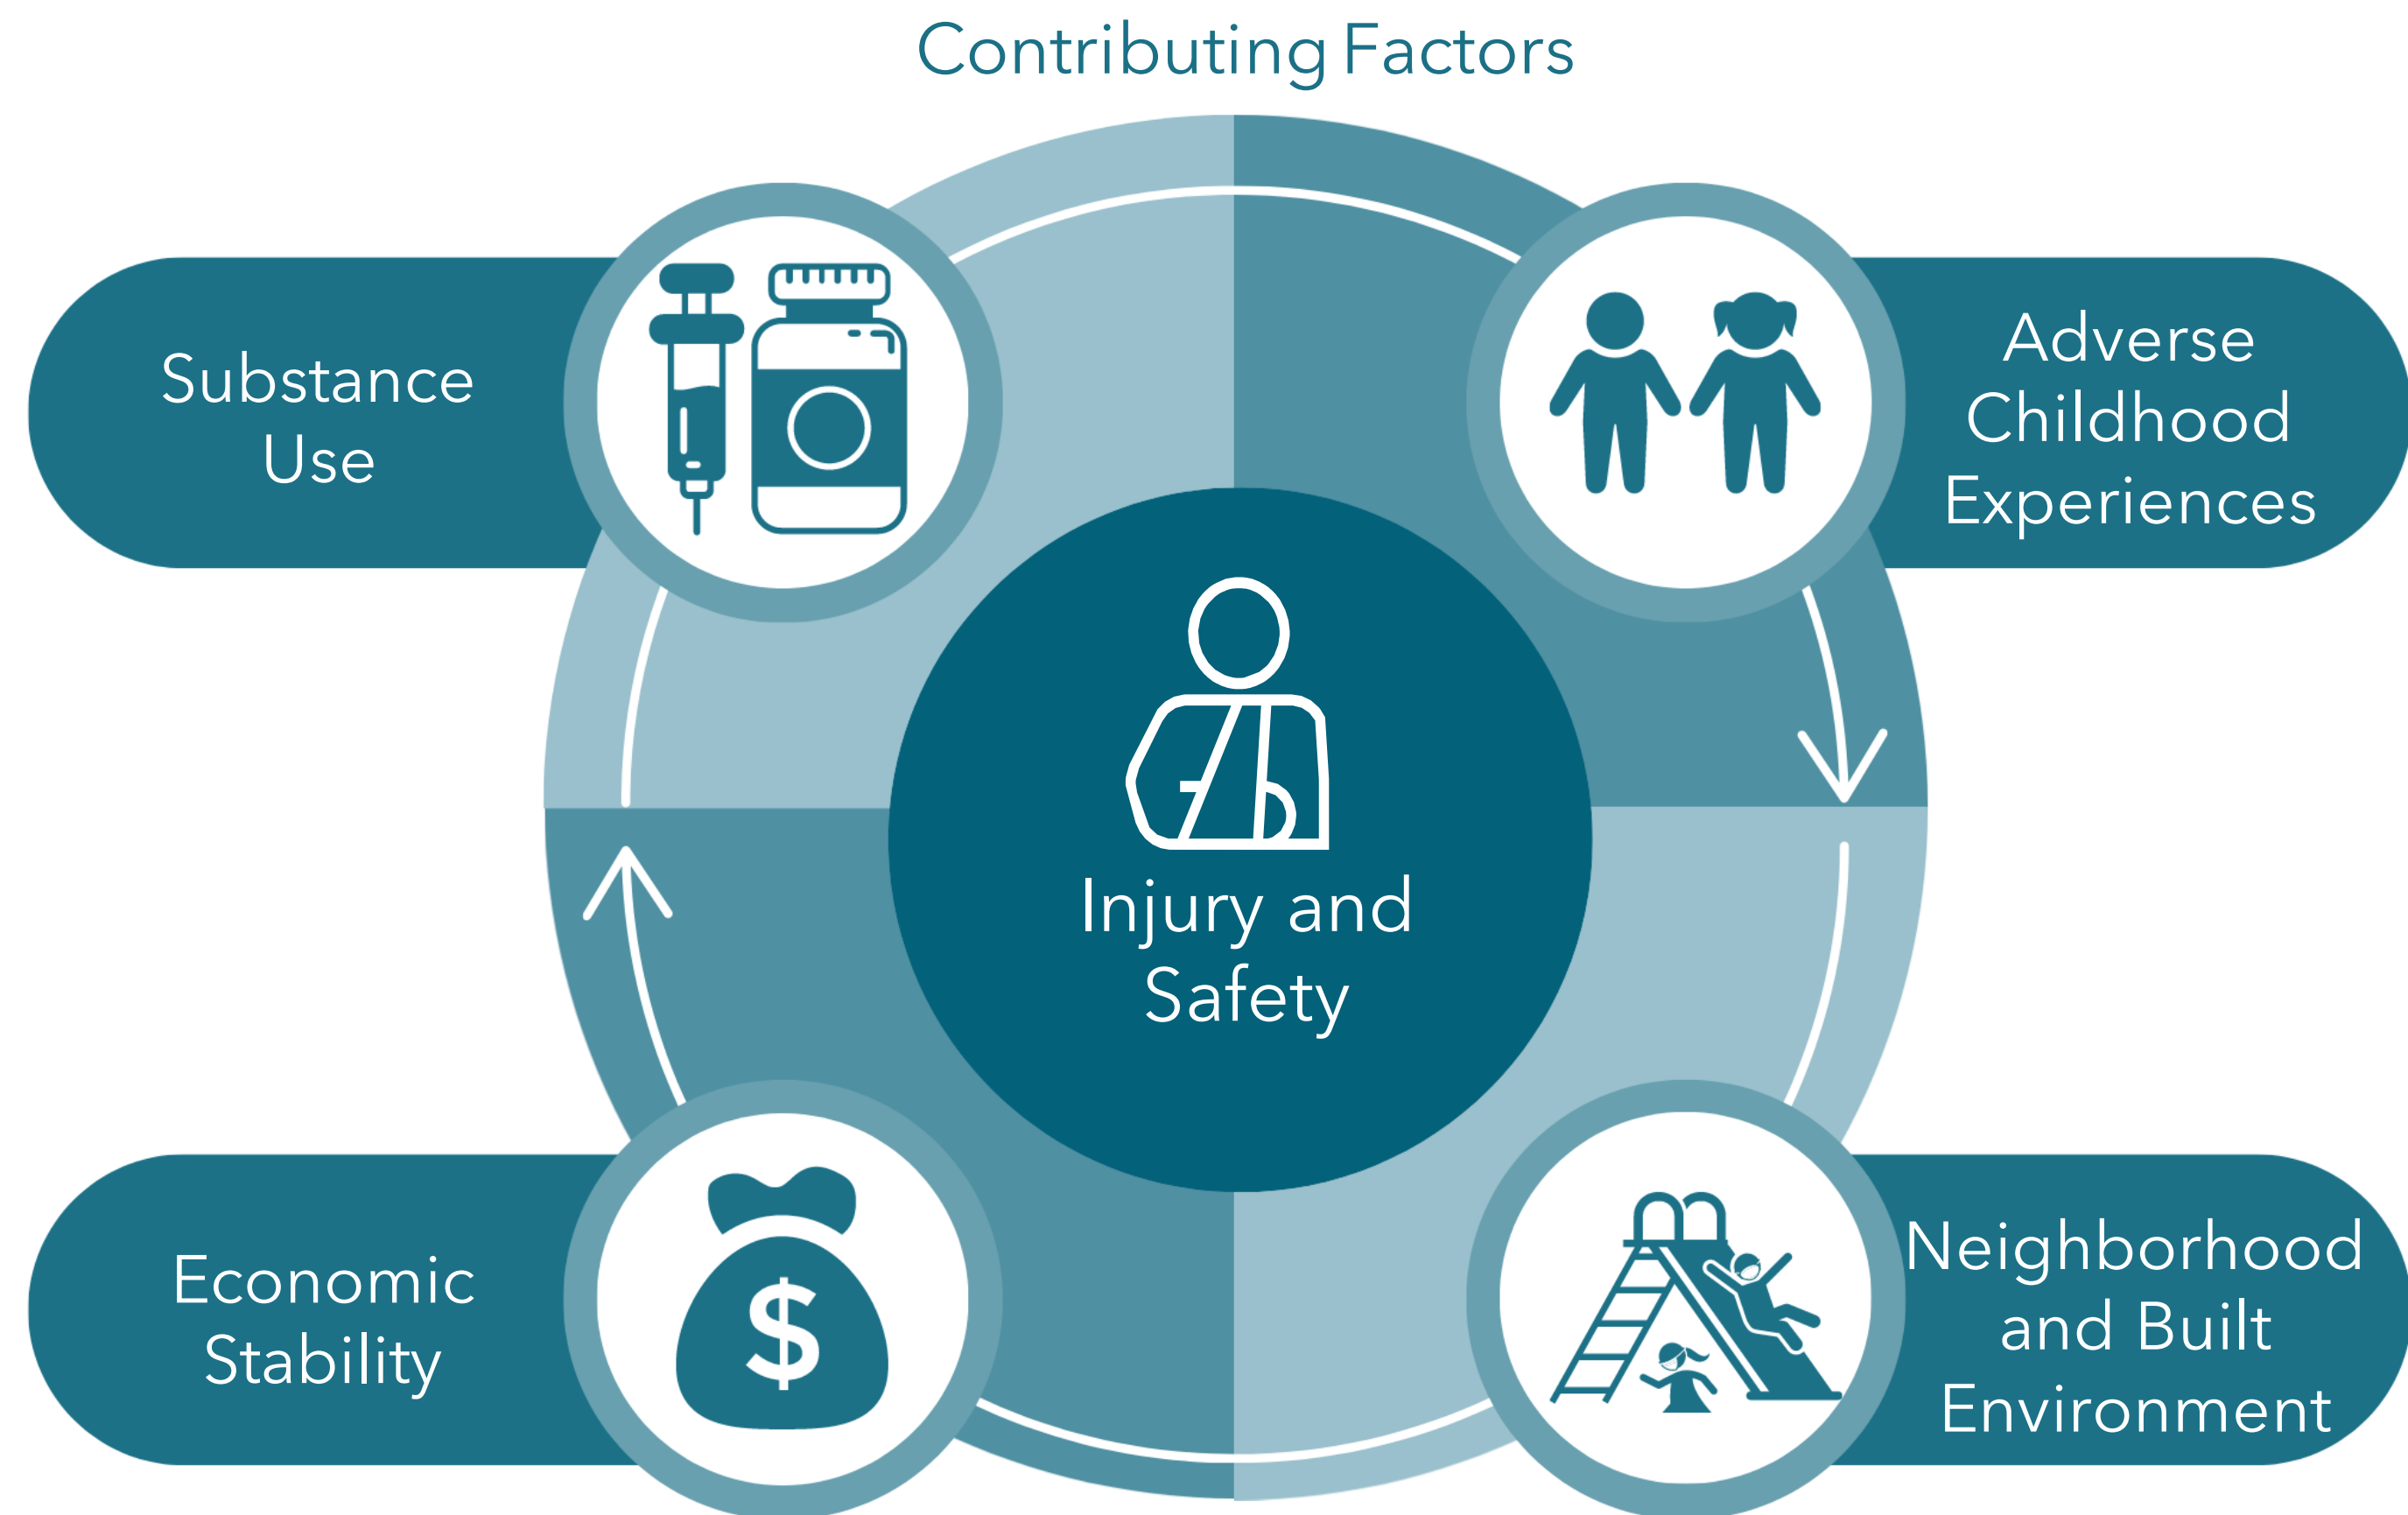 Contributing Factors
Substance
Use
Adverse
Childhood
Experiences
Injury and
Safety
Economic
Stability
$
Neighborhood
and Built
Environment